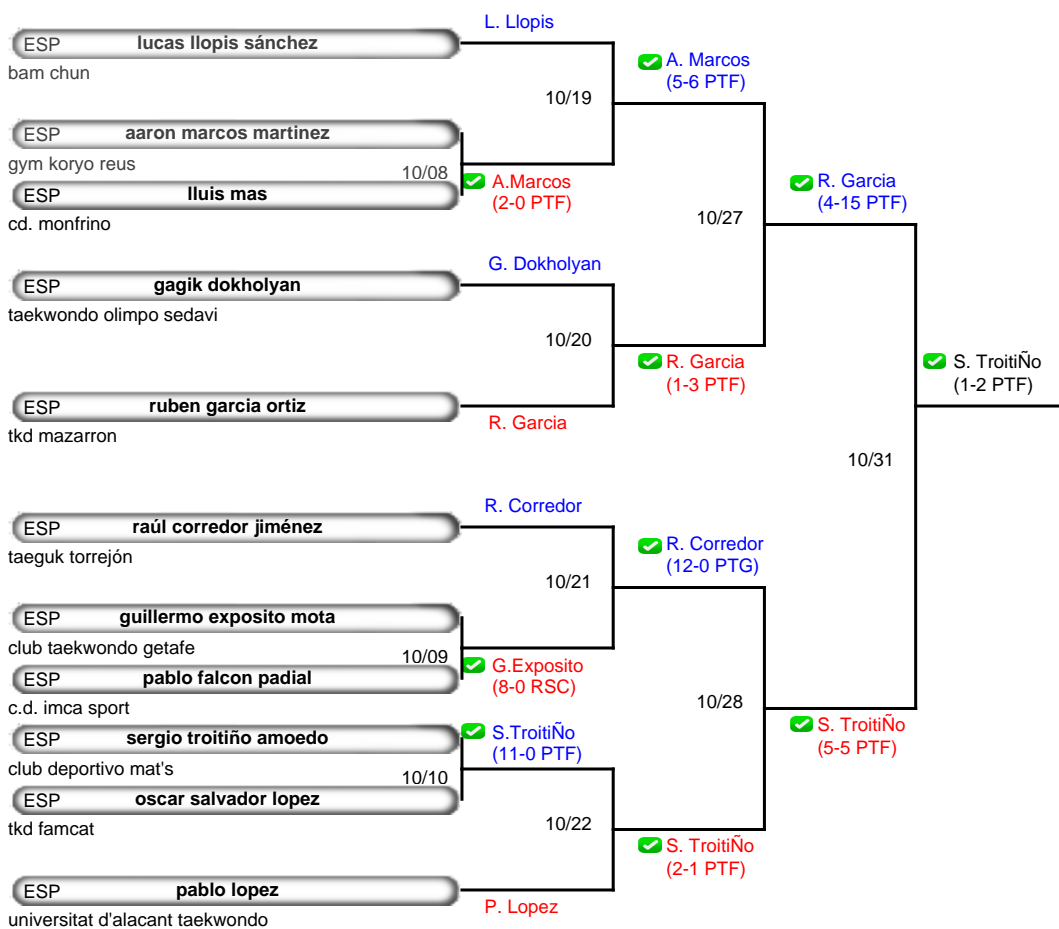 L. Llopis
ESP lucas llopis sánchez
bam chun
A. Marcos
(5-6 PTF)
10/19
ESP aaron marcos martinez
gym koryo reus
10/08
A.Marcos
(2-0 PTF)
ESP lluis mas
cd. monfrino
R. Garcia
(4-15 PTF)
10/27
G. Dokholyan
ESP gagik dokholyan
taekwondo olimpo sedavi
10/20
R. Garcia
(1-3 PTF)
S. TroitiÑo
(1-2 PTF)
ESP ruben garcia ortiz
R. Garcia
tkd mazarron
10/31
R. Corredor
ESP raúl corredor jiménez
taeguk torrejón
R. Corredor
(12-0 PTG)
10/21
ESP guillermo exposito mota
club taekwondo getafe
10/09
G.Exposito
(8-0 RSC)
ESP pablo falcon padial
c.d. imca sport
10/28
S. TroitiÑo
(5-5 PTF)
ESP sergio troitiño amoedo
S.TroitiÑo
(11-0 PTF)
club deportivo mat's
10/10
ESP oscar salvador lopez
tkd famcat
10/22
S. TroitiÑo
(2-1 PTF)
ESP pablo lopez
P. Lopez
universitat d'alacant taekwondo